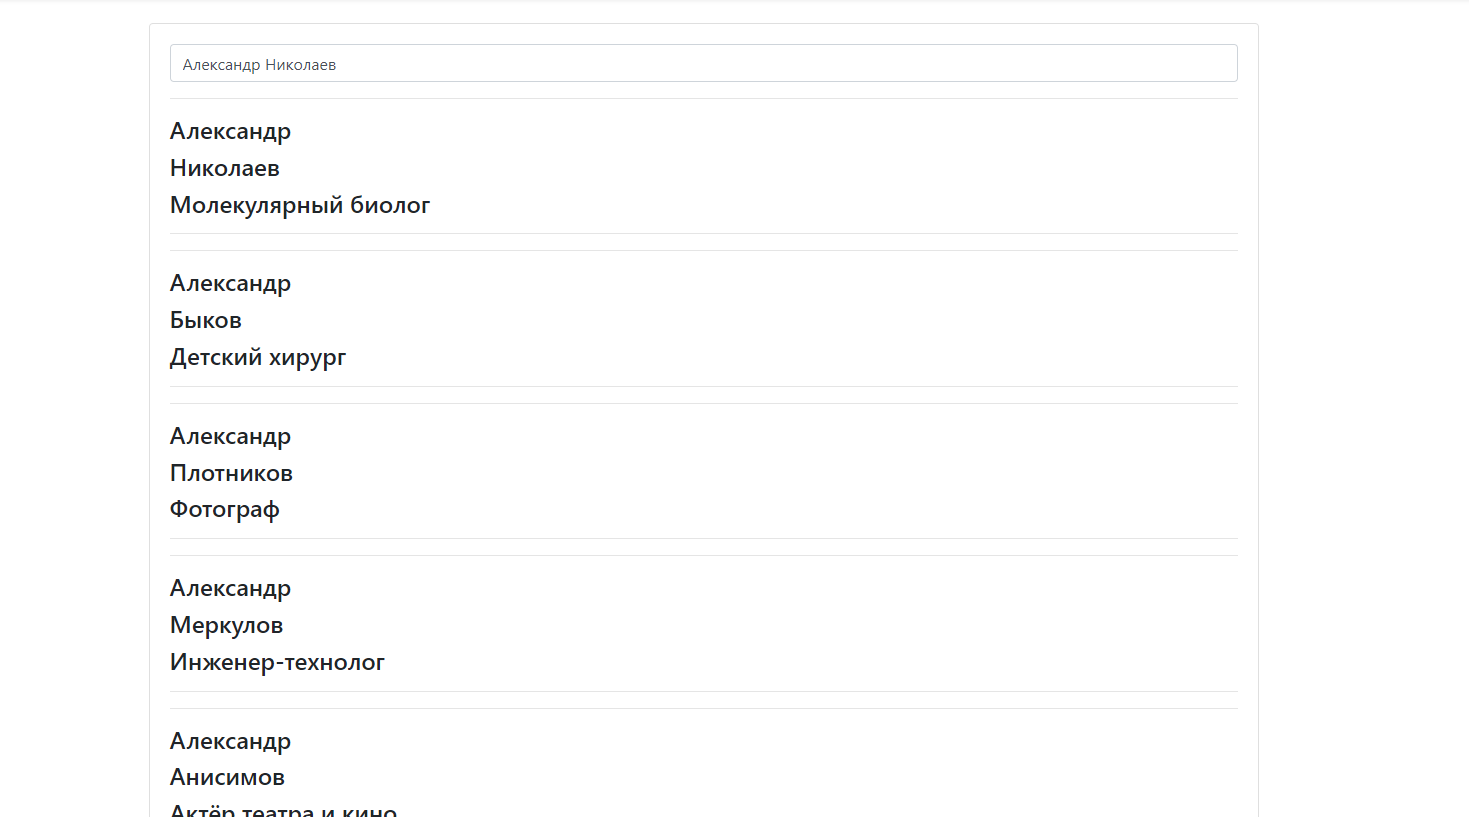 Александр Николаев
Александр
Николаев
Молекулярный биолог
Александр
Быков
Детский хирург
Александр
Плотников
Фотограф
Александр
Меркулов
Инженер-технолог
Александр
Анисимов
Актёр театра и кино